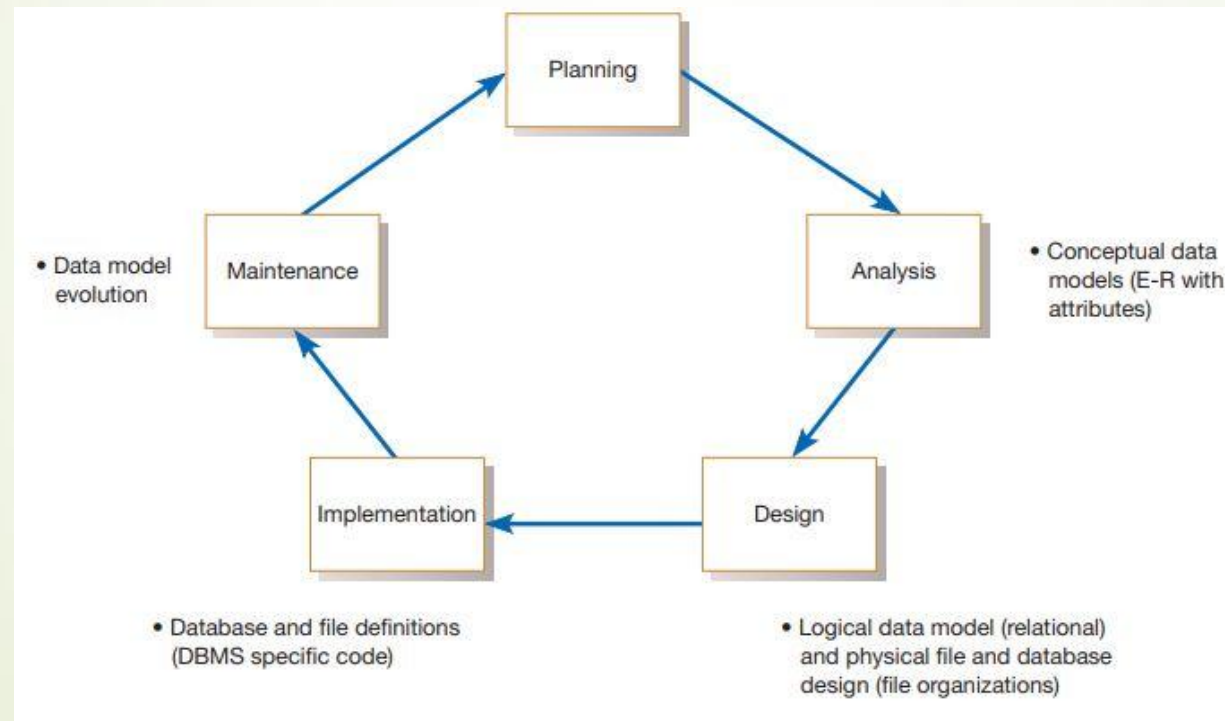 Planning
Maintenance
Analysis
• Data model
evolution
• Conceptual data
models (E-R with
attributes)
Implementation
Design
• Database and file definitions
(DBMS specific code)
• Logical data model (relational)
and physical file and database
design (file organizations)